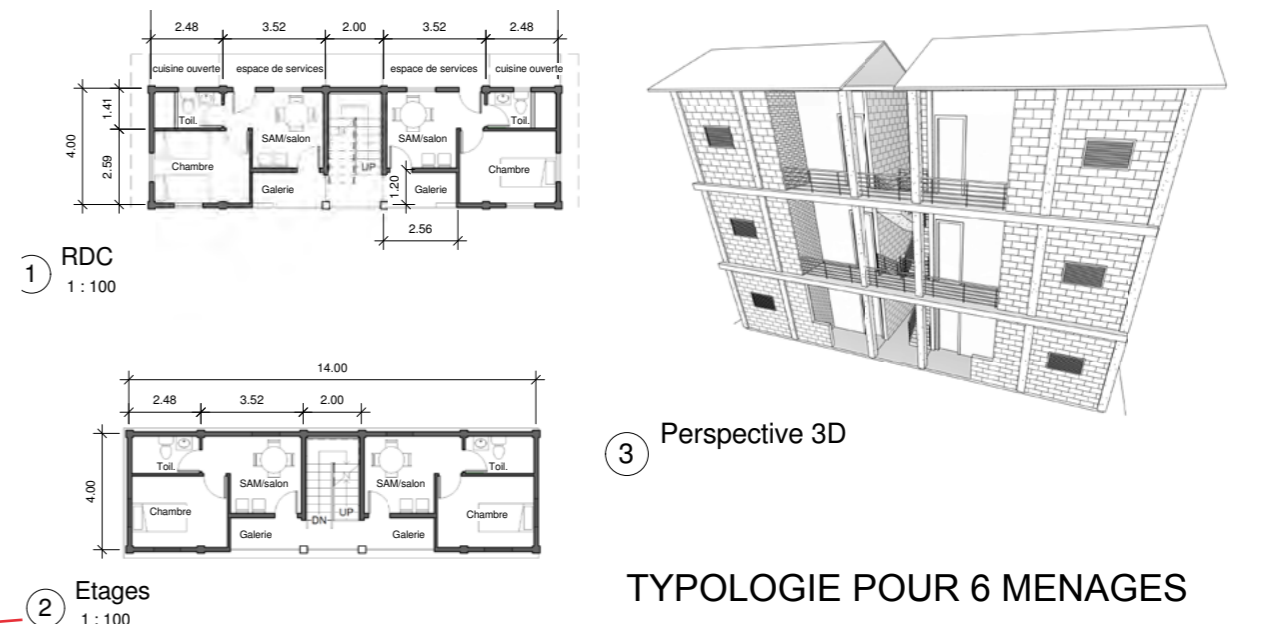 2.48 3.52 2.00 3.52 2.48
cuisine ouverte espace de services espace de services cuisine ouverte
1.41
4.00
2.59
Toil. SAM/salon SAM/salon Toil.
Chambre UP Chambre
Galerie 1.20 Galerie
2.56
1 RDC
1 : 100
14.00
2.48 3.52 2.00
4.00
Toil. SAM/salon SAM/salon Toil.
Chambre DN UP Chambre
Galerie Galerie
2 Etages
1 : 100
3 Perspective 3D
TYPOLOGIE POUR 6 MENAGES